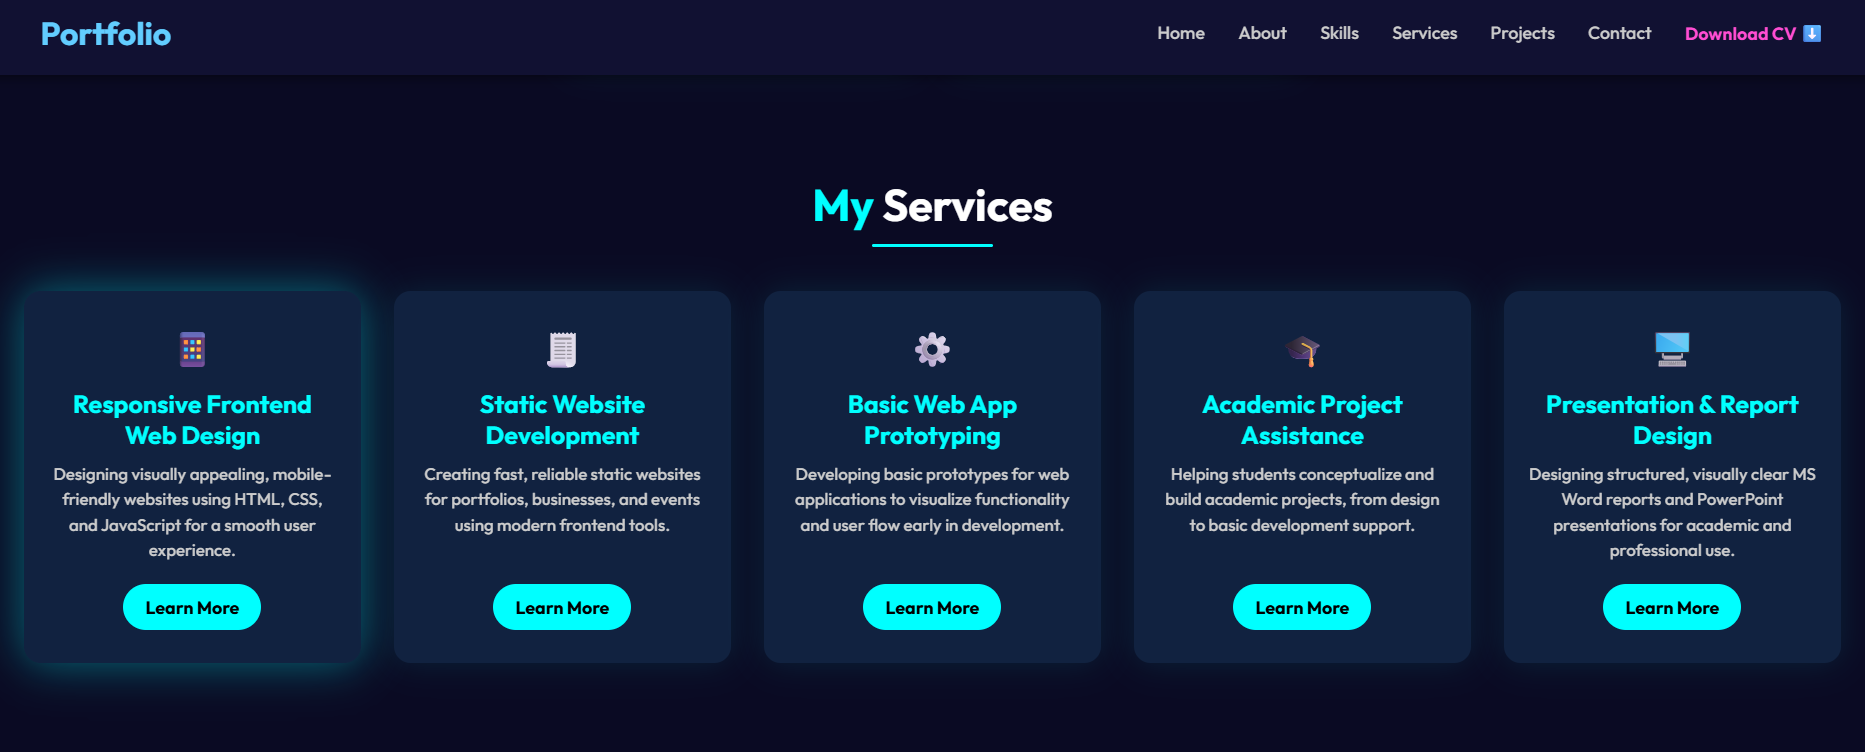 Portfolio
Home About Skills Services Projects Contact Download CV
My Services
Responsive Frontend
Web Design
Designing visually appealing, mobile-
friendly websites using HTML, CSS,
and JavaScript for a smooth user
experience.
Learn More
Static Website
Development
Creating fast, reliable static websites
for portfolios, businesses, and events
using modern frontend tools.
Learn More
Basic Web App
Prototyping
Developing basic prototypes for web
applications to visualize functionality
and user flow early in development.
Learn More
Academic Project
Assistance
Helping students conceptualize and
build academic projects, from design
to basic development support.
Learn More
Presentation & Report
Design
Designing structured, visually clear MS
Word reports and PowerPoint
presentations for academic and
professional use.
Learn More